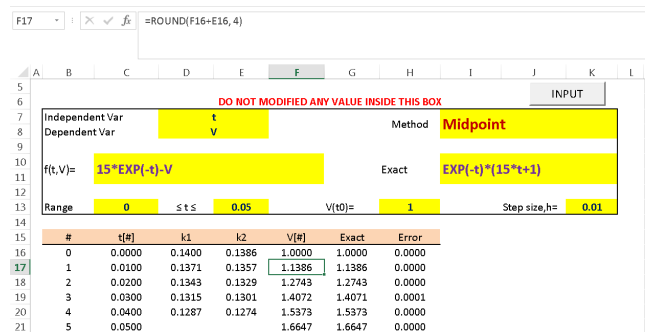 F17 =ROUND(F16+E16, 4)
A B C D E F G H I J K L
5 INPUT
6 DO NOT MODIFIED ANY VALUE INSIDE THIS BOX
7 Independent Var t
Method Midpoint
8 Dependent Var V
9
10
f(t,V)= 15*EXP(-t)-V Exact EXP(-t)*(15*t+1)
11
12
13 Range 0 ≤ t ≤ 0.05 V(t0)= 1 Step size,h= 0.01
14
15 # t[#] k1 k2 V[#] Exact Error
16 0 0.0000 0.1400 0.1386 1.0000 1.0000 0.0000
17 1 0.0100 0.1371 0.1357 1.1386 1.1386 0.0000
18 2 0.0200 0.1343 0.1329 1.2743 1.2743 0.0000
19 3 0.0300 0.1315 0.1301 1.4072 1.4071 0.0001
20 4 0.0400 0.1287 0.1274 1.5373 1.5373 0.0000
21 5 0.0500 1.6647 1.6647 0.0000